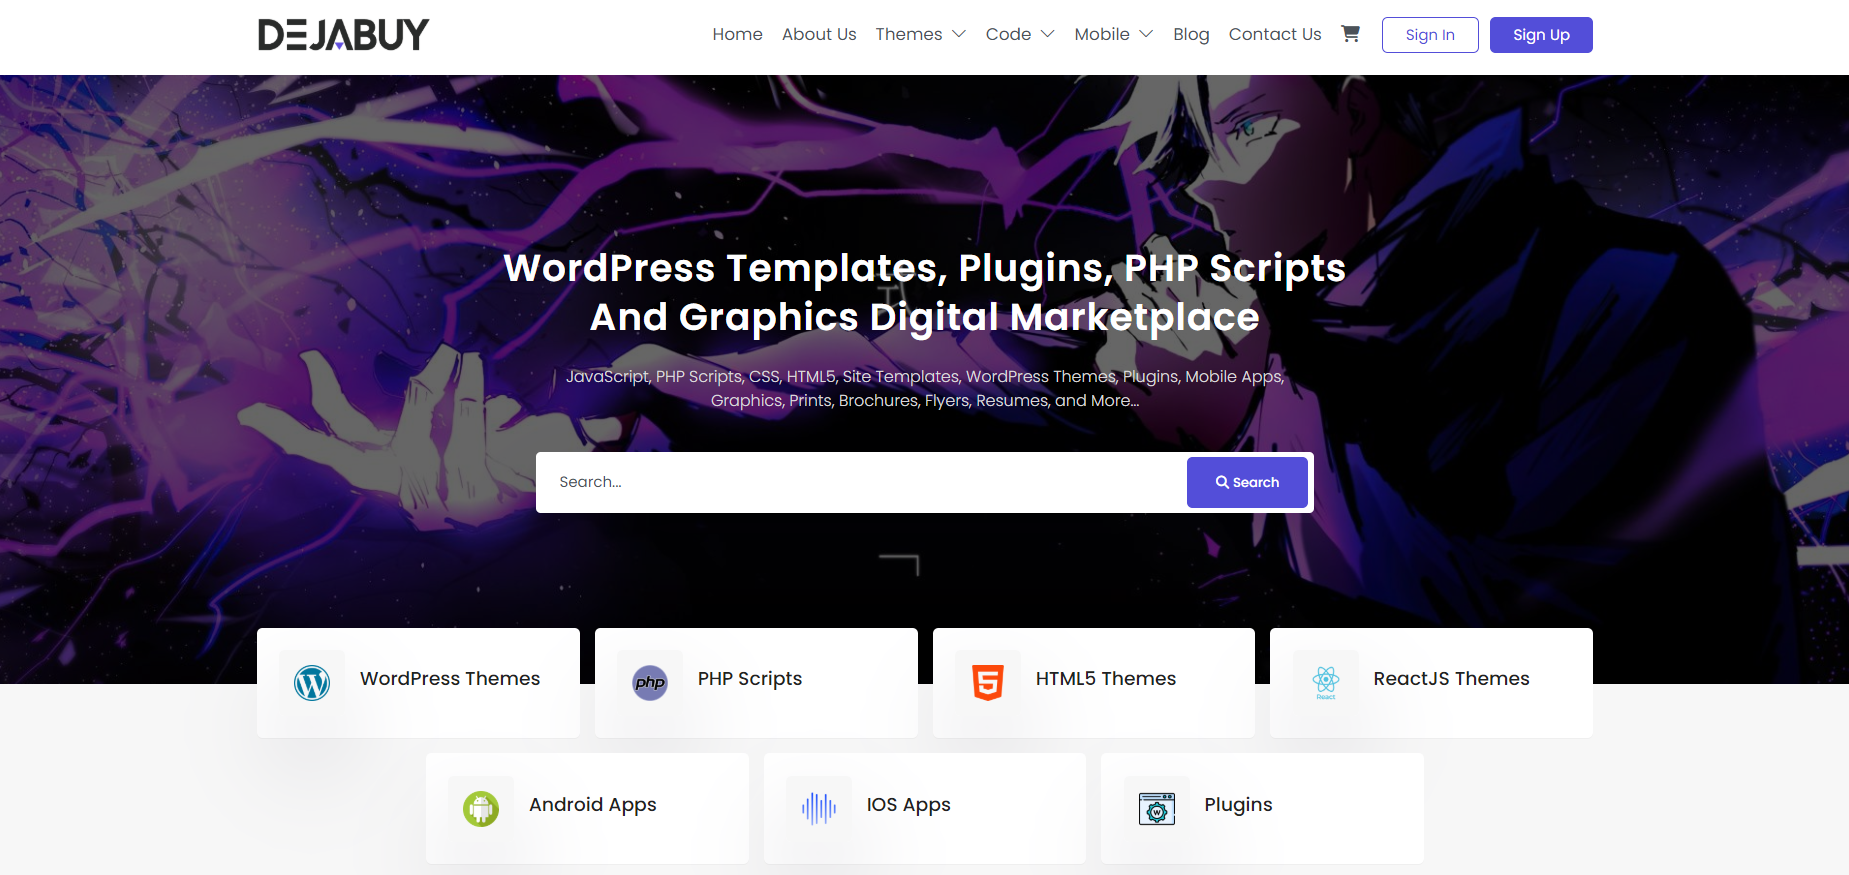 DEJABUY
Home About Us Themes Code Mobile Blog Contact Us Sign In Sign Up
WordPress Templates, Plugins, PHP Scripts
And Graphics Digital Marketplace
JavaScript, PHP Scripts, CSS, HTML5, Site Templates, WordPress Themes, Plugins, Mobile Apps,
Graphics, Prints, Brochures, Flyers, Resumes, and More...
Search... Search
WordPress Themes
php PHP Scripts
HTML5 Themes
React ReactJS Themes
Android Apps
IOS Apps
Plugins